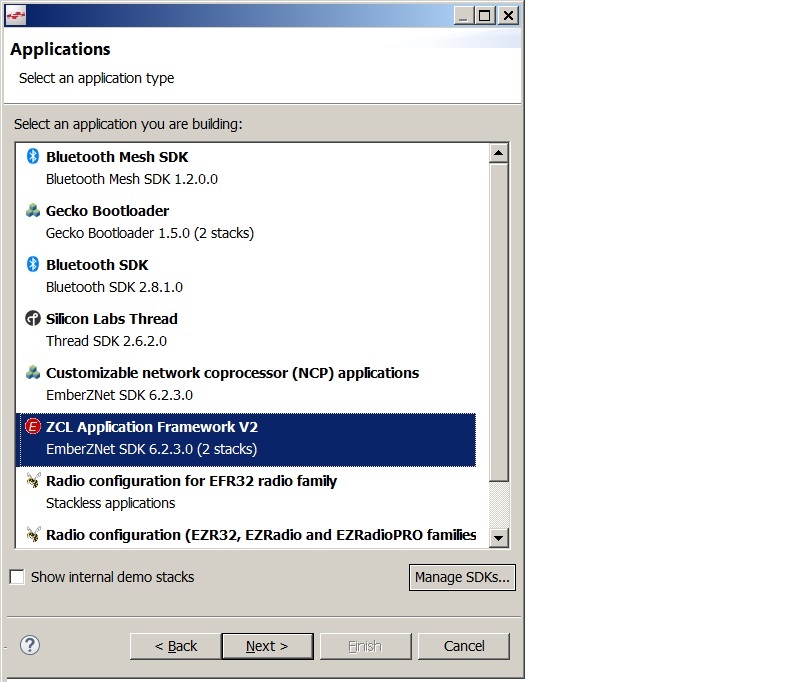 Applications
Select an application type
Select an application you are building:
Bluetooth Mesh SDK
Bluetooth Mesh SDK 1.2.0.0
Gecko Bootloader
Gecko Bootloader 1.5.0 (2 stacks)
Bluetooth SDK
Bluetooth SDK 2.8.1.0
Silicon Labs Thread
Thread SDK 2.6.2.0
Customizable network coprocessor (NCP) applications
EmberZNet SDK 6.2.3.0
ZCL Application Framework V2
EmberZNet SDK 6.2.3.0 (2 stacks)
Radio configuration for EFR32 radio family
Stackless applications
Radio configuration (EZR32, EZRadio and EZRadioPRO families
Show internal demo stacks
Manage SDKs...
< Back
Next >
Finish
Cancel